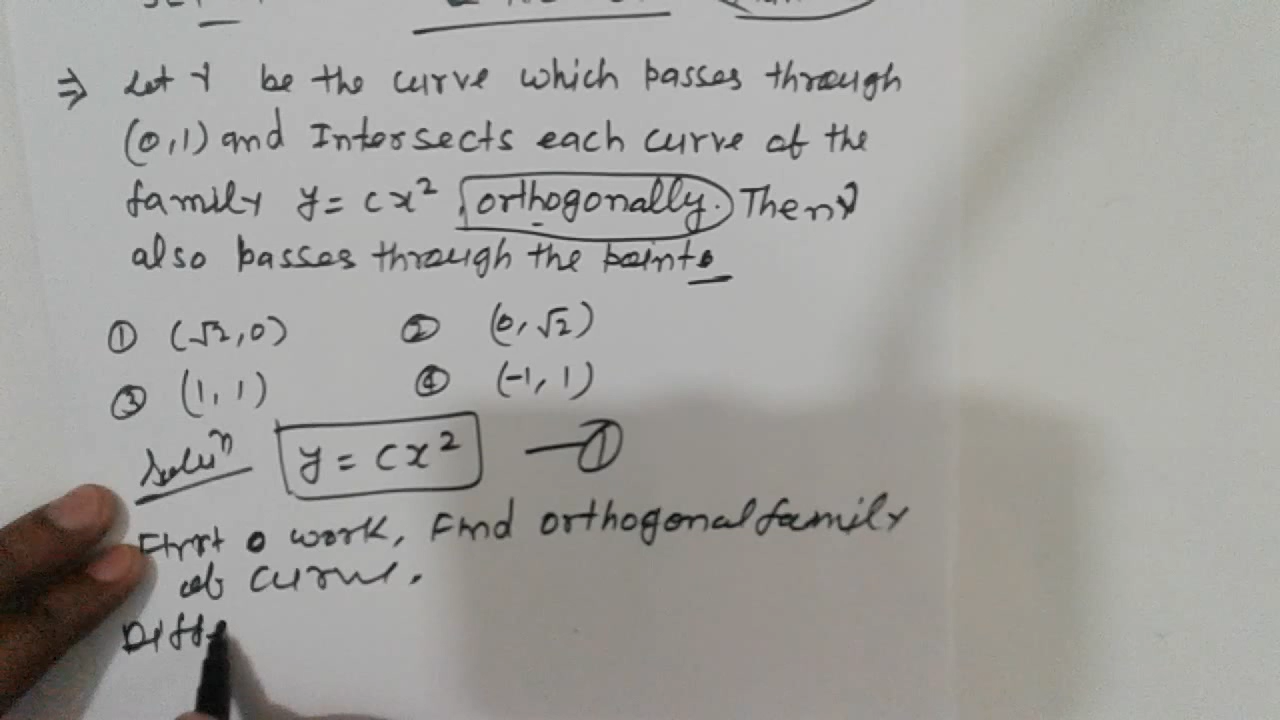 ⇒ Let γ be the curve which passes through
(0,1) and Intersects each curve of the
family y = cx² orthogonally. Then γ
also passes through the points
① (√2,0) ② (0,√2)
③ (1,1) ④ (-1,1)
Soluⁿ y = cx² —①
First work, Find orthogonal family
of curve.
Diff